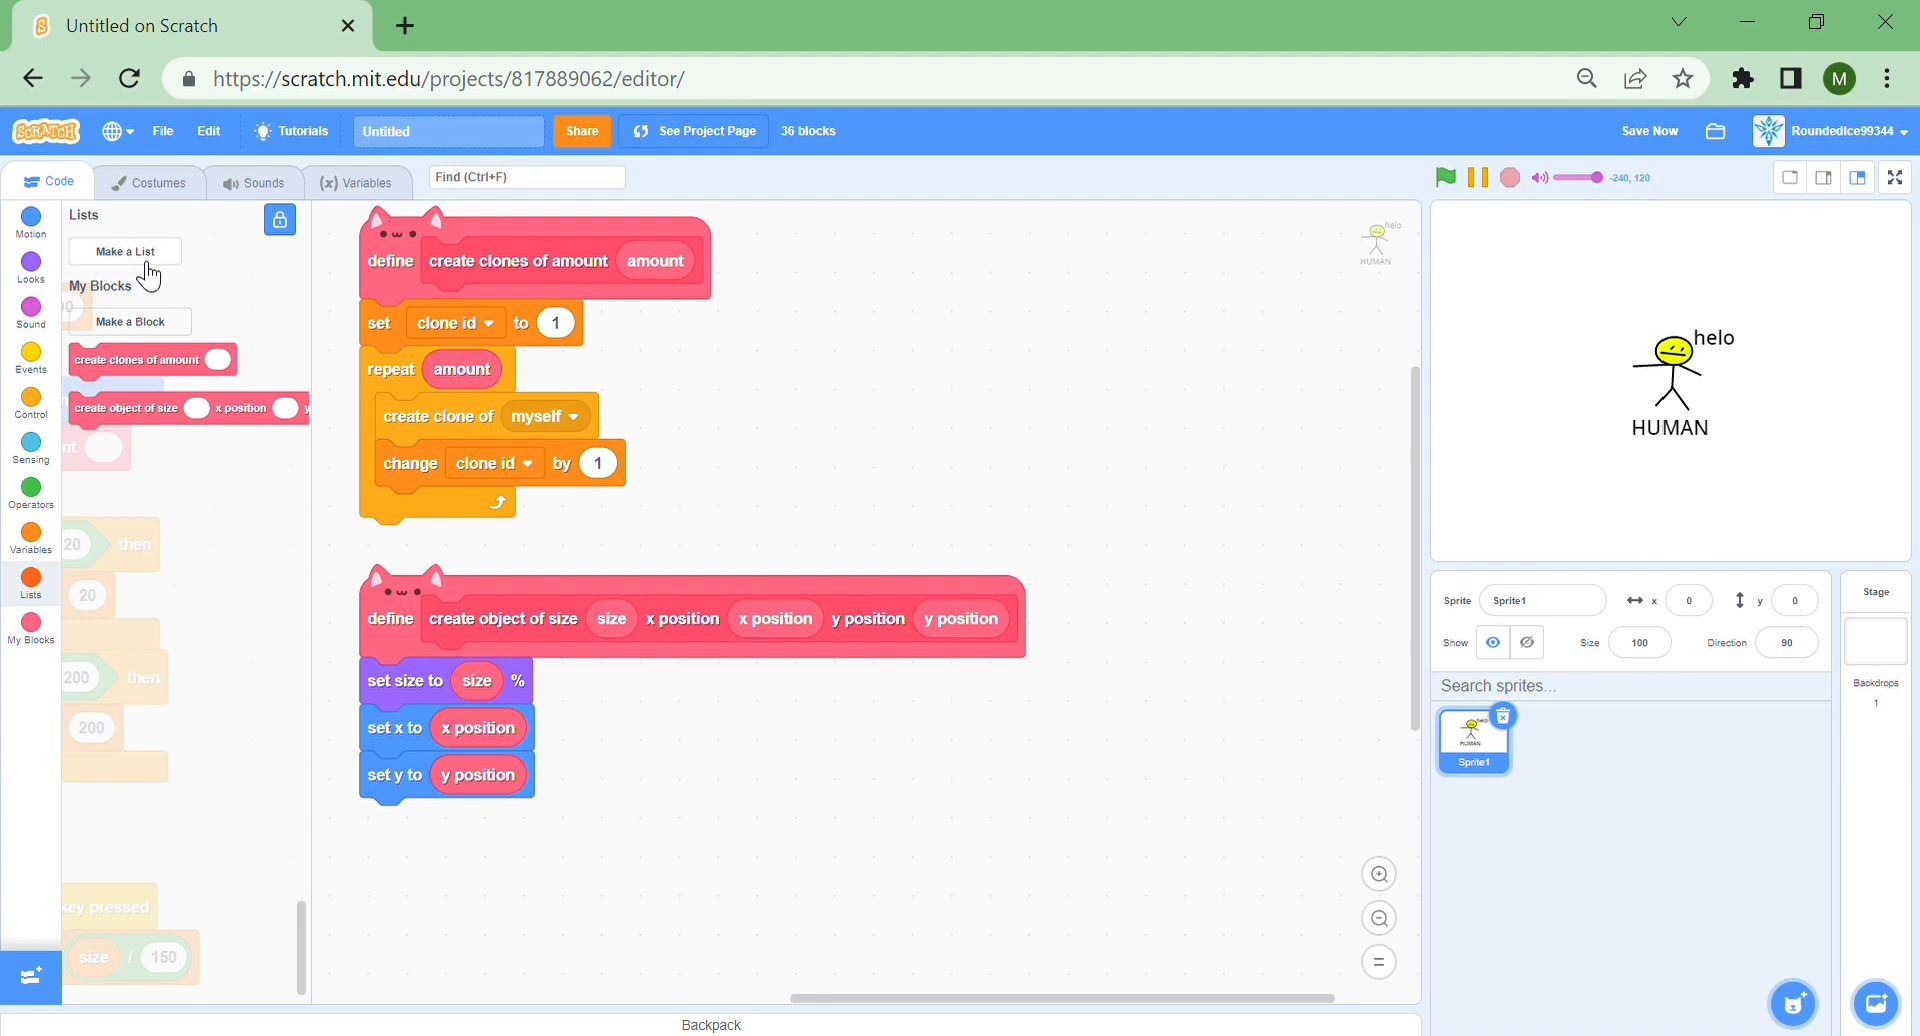 Untitled on Scratch
https://scratch.mit.edu/projects/817889062/editor/
M
SCRATCH
File
Edit
Tutorials
Untitled
Share
See Project Page
36 blocks
Save Now
RoundedIce99344
Code
Costumes
Sounds
(x) Variables
Find (Ctrl+F)
-240, 120
Motion
Looks
Sound
Events
Control
Sensing
Operators
Variables
Lists
My Blocks
Lists
Make a List
My Blocks
Make a Block
create clones of amount
create object of size x position y
nt
20 then
20
200 then
200
key pressed
size / 150
define create clones of amount amount
set clone id to 1
repeat amount
create clone of myself
change clone id by 1
define create object of size size x position x position y position y position
set size to size %
set x to x position
set y to y position
helo
HUMAN
helo
HUMAN
Sprite Sprite1 x 0 y 0
Show Size 100 Direction 90
Search sprites...
helo
HUMAN
Sprite1
Stage
Backdrops
1
Backpack